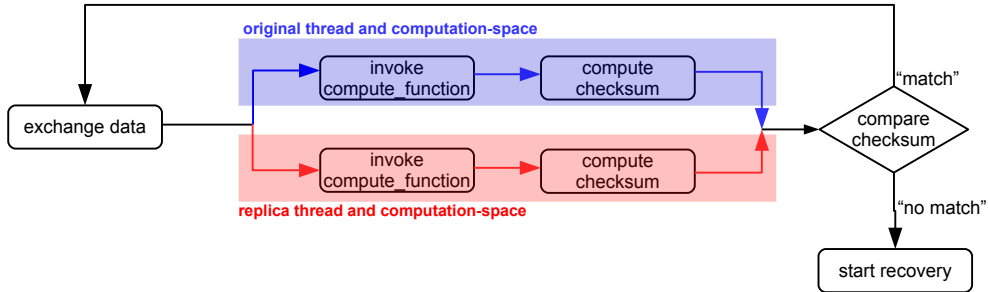 original thread and computation-space
invoke
compute_function
compute
checksum
"match"
exchange data
compare
checksum
invoke
compute_function
compute
checksum
replica thread and computation-space
"no match"
start recovery